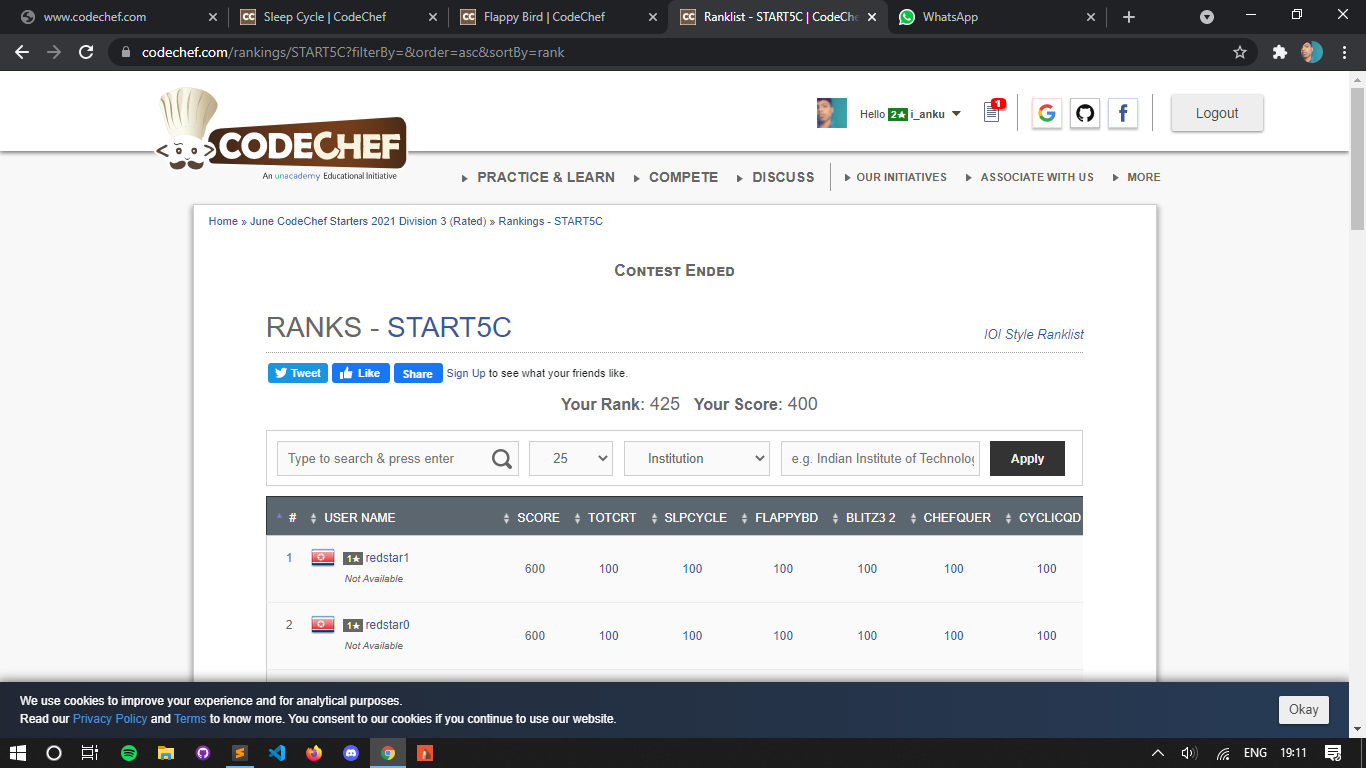 www.codechef.com
Sleep Cycle | CodeChef
Flappy Bird | CodeChef
Ranklist - START5C | CodeChe
WhatsApp
codechef.com/rankings/START5C?filterBy=&order=asc&sortBy=rank
CODECHEF
An unacademy Educational Initiative
Hello 2★ i_anku
1
Logout
PRACTICE & LEARN
COMPETE
DISCUSS
OUR INITIATIVES
ASSOCIATE WITH US
MORE
Home » June CodeChef Starters 2021 Division 3 (Rated) » Rankings - START5C
CONTEST ENDED
RANKS - START5C
IOI Style Ranklist
Tweet Like Share Sign Up to see what your friends like.
Your Rank: 425 Your Score: 400
Type to search & press enter 25 Institution e.g. Indian Institute of Technolog Apply
# USER NAME SCORE TOTCRT SLPCYCLE FLAPPYBD BLITZ3 2 CHEFQUER CYCLICQD
1 1★ redstar1 600 100 100 100 100 100 100
Not Available
2 1★ redstar0 600 100 100 100 100 100 100
Not Available
We use cookies to improve your experience and for analytical purposes.
Read our Privacy Policy and Terms to know more. You consent to our cookies if you continue to use our website.
Okay
ENG 19:11